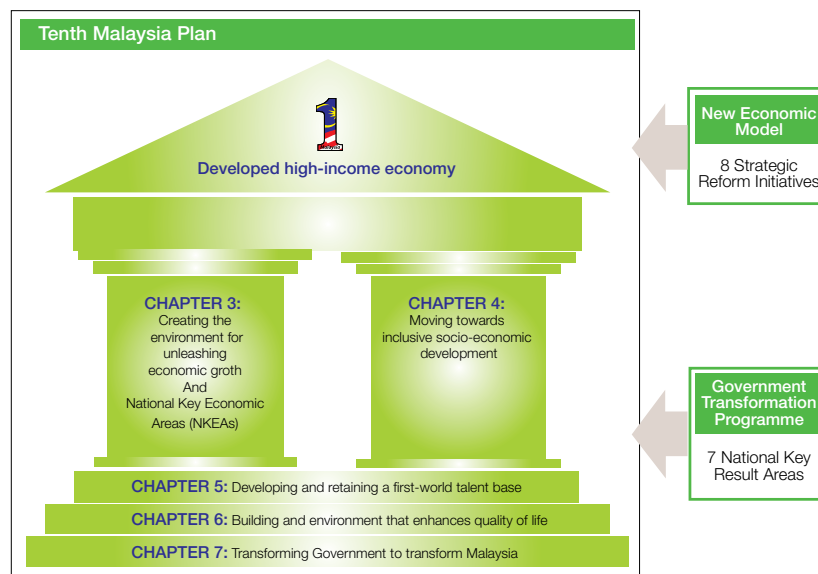 Tenth Malaysia Plan
1
Malaysia
Developed high-income economy
New Economic
Model
8 Strategic
Reform Initiatives
CHAPTER 3:
Creating the
environment for
unleashing
economic groth
And
National Key Economic
Areas (NKEAs)
CHAPTER 4:
Moving towards
inclusive socio-economic
development
Government
Transformation
Programme
7 National Key
Result Areas
CHAPTER 5: Developing and retaining a first-world talent base
CHAPTER 6: Building and environment that enhances quality of life
CHAPTER 7: Transforming Government to transform Malaysia